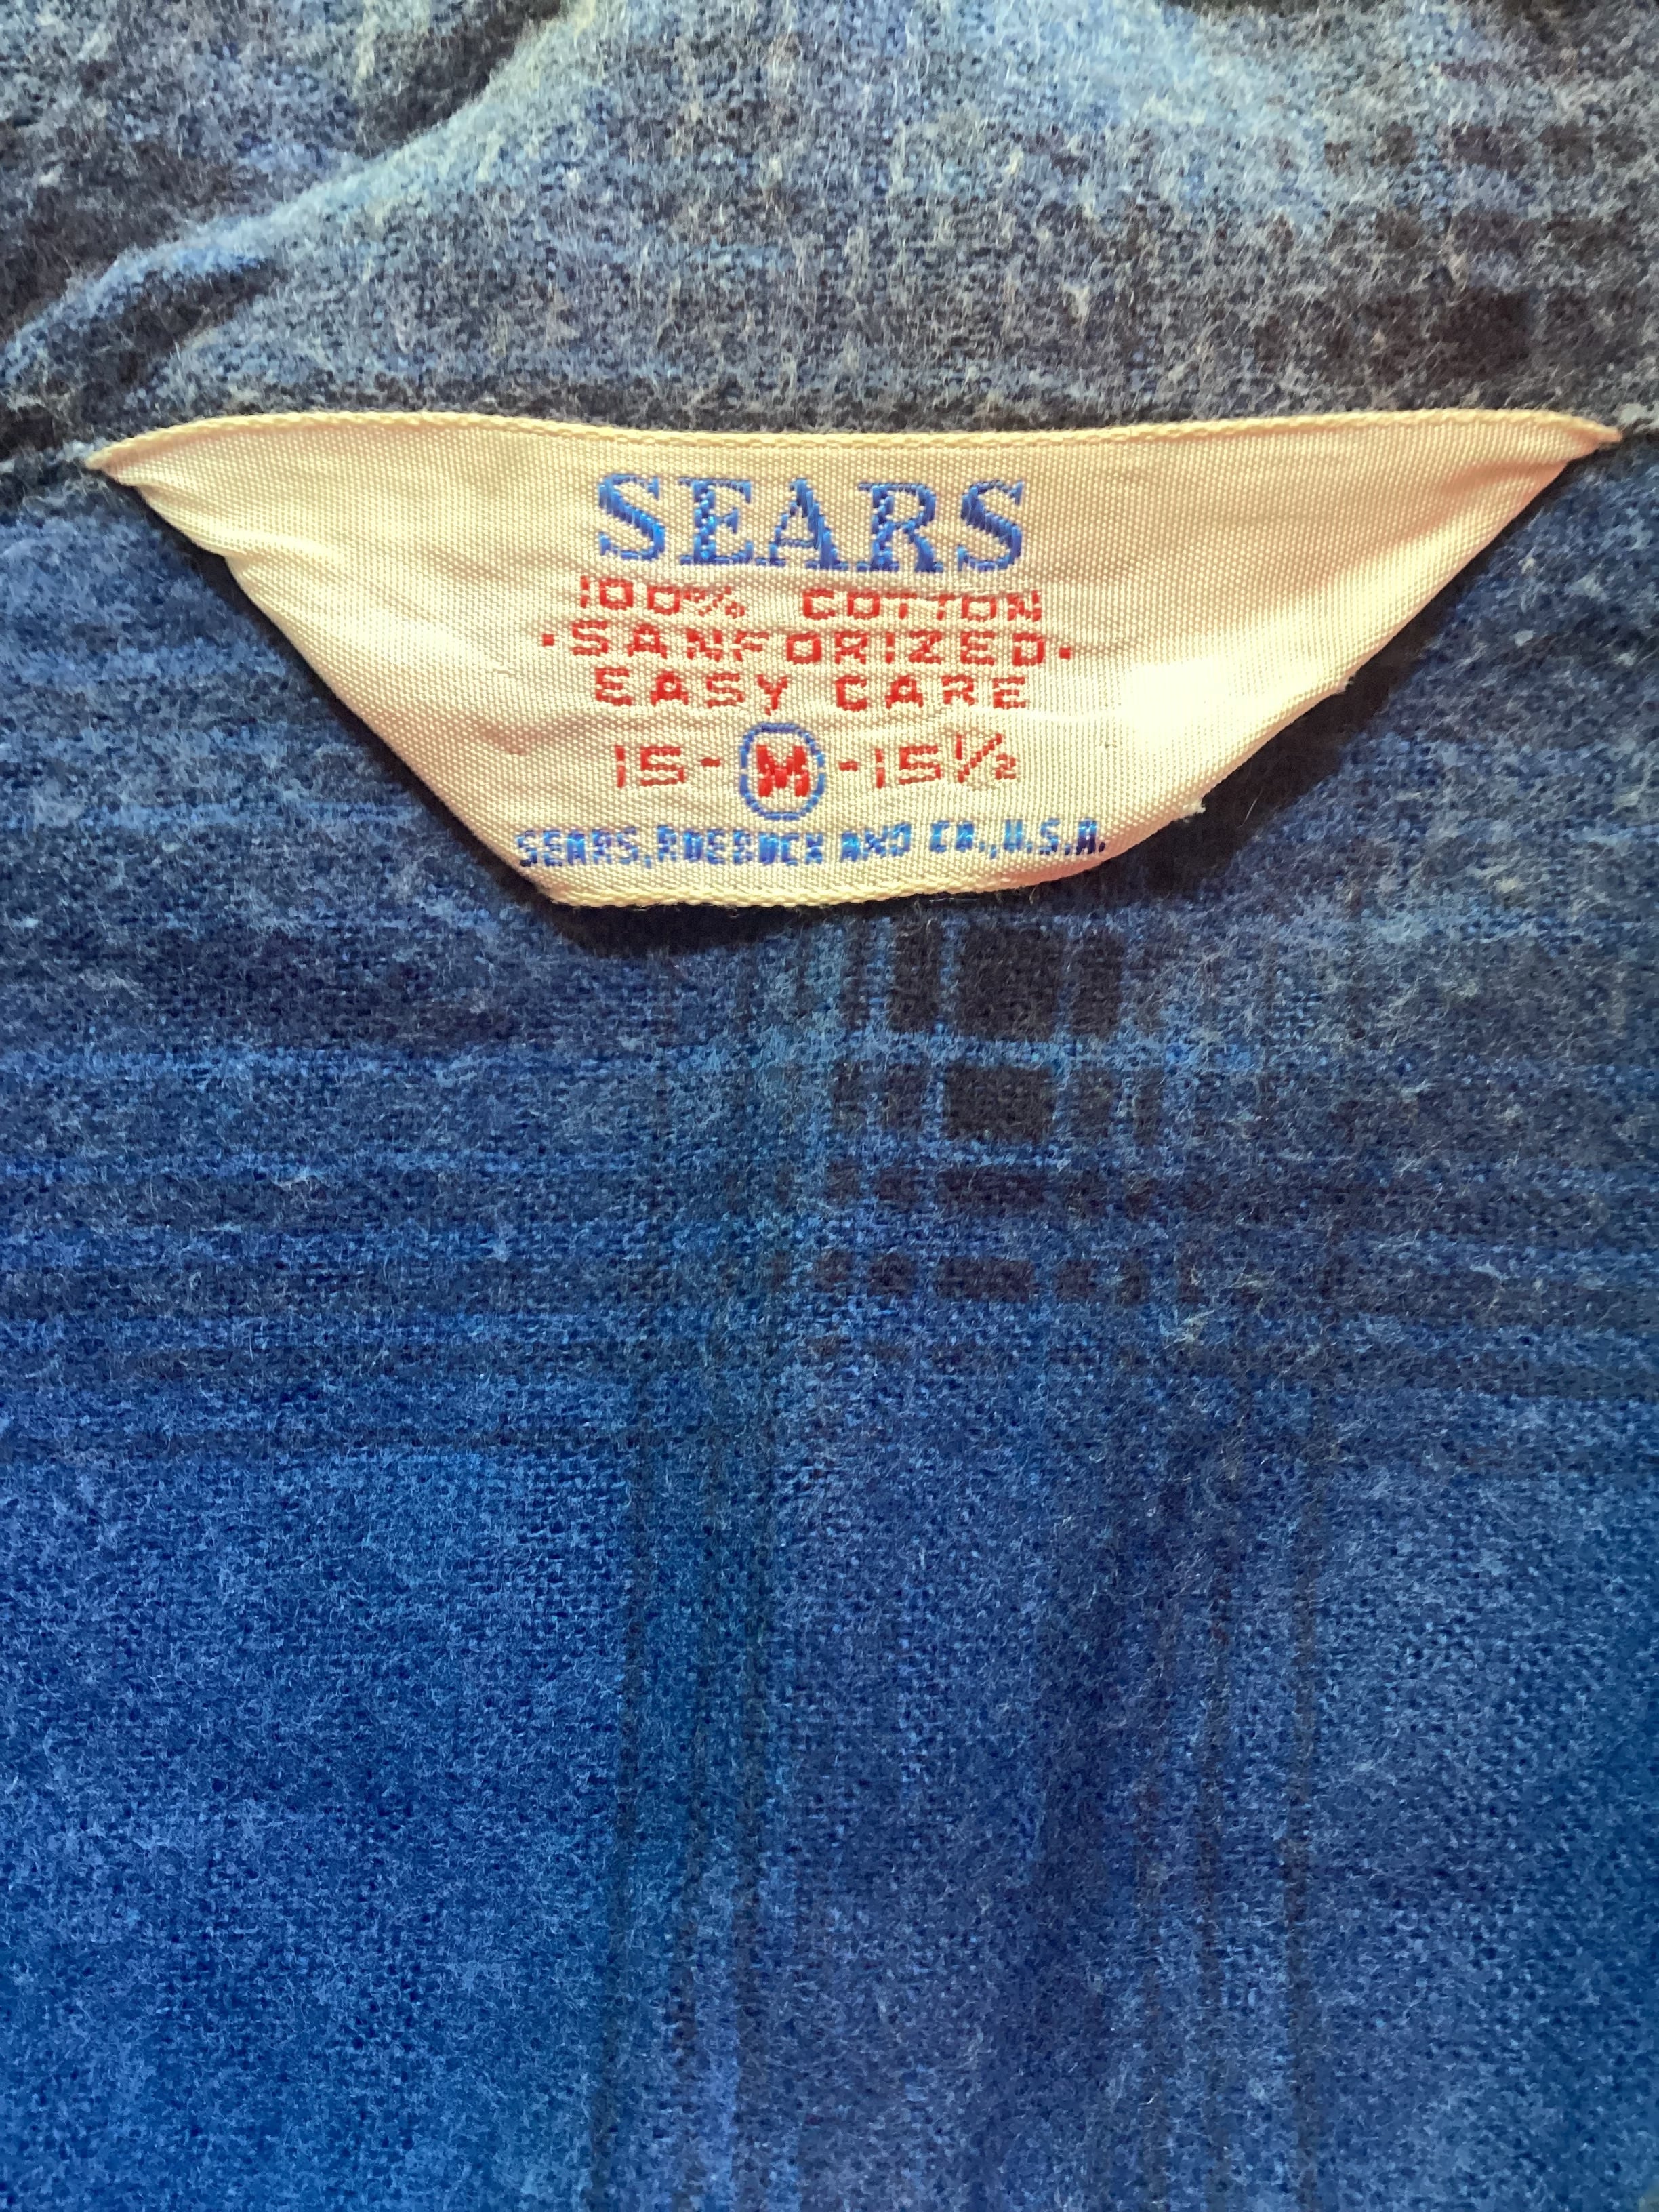 SEARS
100% COTTON
·SANFORIZED·
EASY CARE
15-M-15½
SEARS, ROEBUCK AND CO., U.S.A.